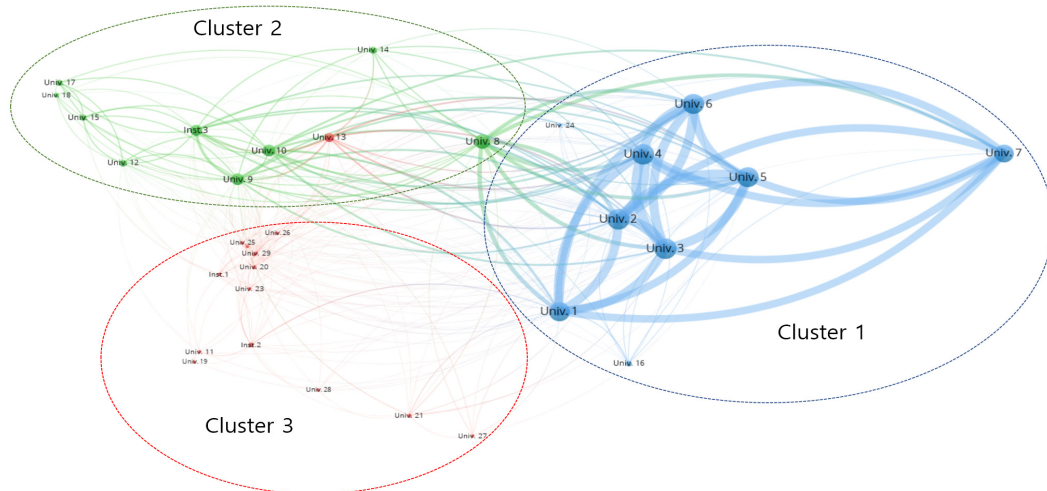 Cluster 2
Univ. 14
Univ. 17
Univ. 18
Univ. 15
Inst.3
Univ. 13
Univ. 10
Univ. 12
Univ. 9
Univ. 8
Univ. 24
Univ. 6
Univ. 4
Univ. 5
Univ. 7
Univ. 2
Univ. 3
Univ. 1
Univ. 16
Cluster 1
Univ. 26
Univ. 25
Univ. 29
Univ. 20
Inst.1
Univ. 23
Inst.2
Univ. 11
Univ. 19
Univ. 28
Univ. 21
Univ. 27
Cluster 3